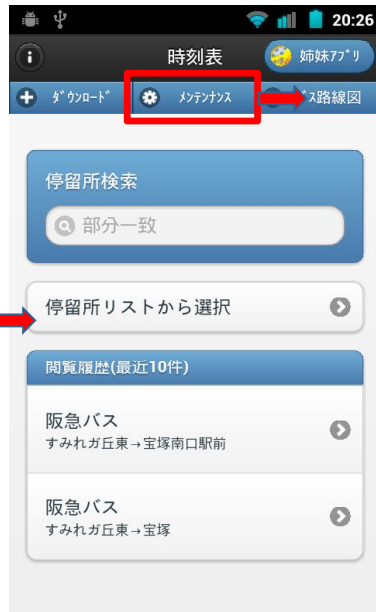 20:26
時刻表
姉妹アプリ
ダウンロード
メンテナンス
ス路線図
停留所検索
部分一致
停留所リストから選択
閲覧履歴(最近10件)
阪急バス
すみれガ丘東→宝塚南口駅前
阪急バス
すみれガ丘東→宝塚